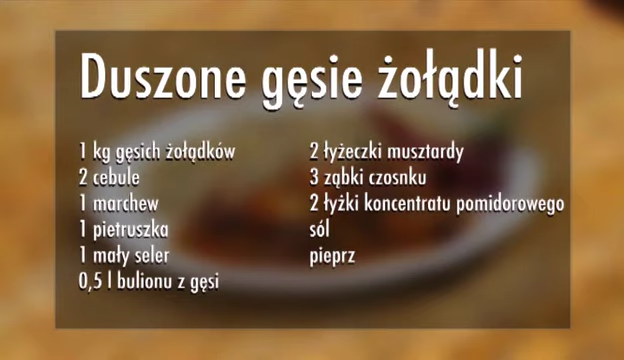 Duszone gęsie żołądki
1 kg gęsich żołądków
2 cebule
1 marchew
1 pietruszka
1 mały seler
0,5 l bulionu z gęsi
2 łyżeczki musztardy
3 ząbki czosnku
2 łyżki koncentratu pomidorowego
sól
pieprz